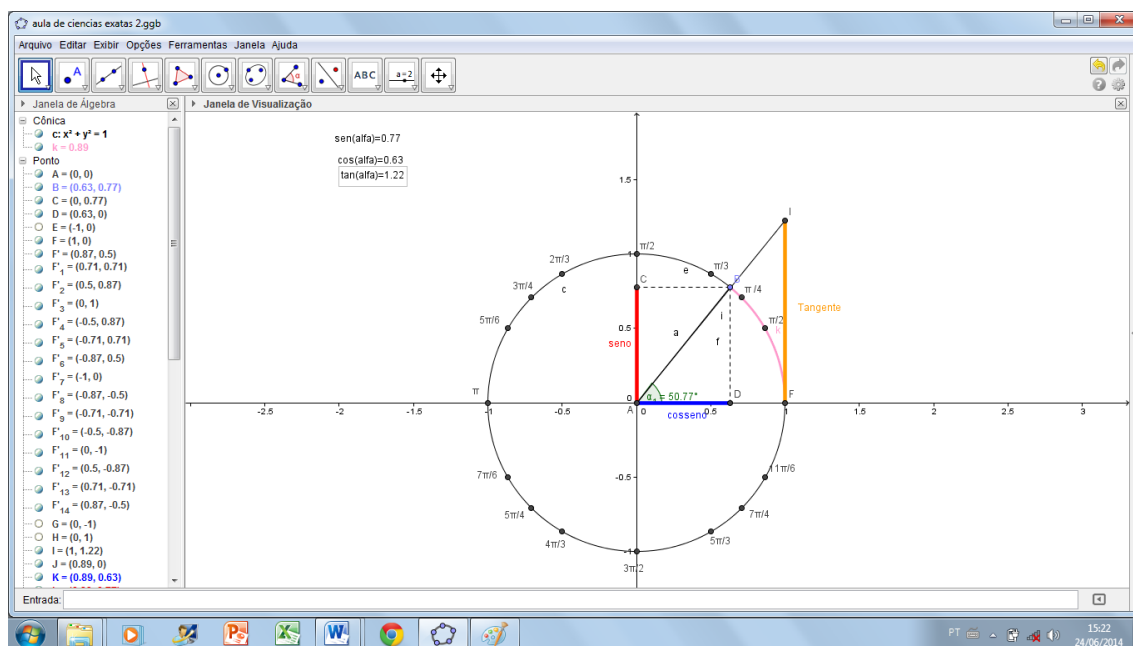 aula de ciencias exatas 2.ggb
Arquivo Editar Exibir Opções Ferramentas Janela Ajuda
A
α
ABC
a=2
Janela de Álgebra
Janela de Visualização
Cônica
c: x² + y² = 1
k = 0.89
Ponto
A = (0, 0)
B = (0.63, 0.77)
C = (0, 0.77)
D = (0.63, 0)
E = (-1, 0)
F = (1, 0)
F' = (0.87, 0.5)
F'1 = (0.71, 0.71)
F'2 = (0.5, 0.87)
F'3 = (0, 1)
F'4 = (-0.5, 0.87)
F'5 = (-0.71, 0.71)
F'6 = (-0.87, 0.5)
F'7 = (-1, 0)
F'8 = (-0.87, -0.5)
F'9 = (-0.71, -0.71)
F'10 = (-0.5, -0.87)
F'11 = (0, -1)
F'12 = (0.5, -0.87)
F'13 = (0.71, -0.71)
F'14 = (0.87, -0.5)
G = (0, -1)
H = (0, 1)
I = (1, 1.22)
J = (0.89, 0)
K = (0.89, 0.63)
sen(alfa)=0.77
cos(alfa)=0.63
tan(alfa)=1.22
1.5
I
1
π/2
2π/3
e
π/3
C
B
3π/4
c
π/4
Tangente
5π/6
0.5
i
π/2
k
seno
a
f
π
0
α = 50.77°
D
F
A
cosseno
-2.5
-2
-1.5
-1
-0.5
0
0.5
1
1.5
2
2.5
3
7π/6
-0.5
11π/6
5π/4
7π/4
4π/3
5π/3
-1
3π/2
Entrada:
PT
15:22
24/06/2014